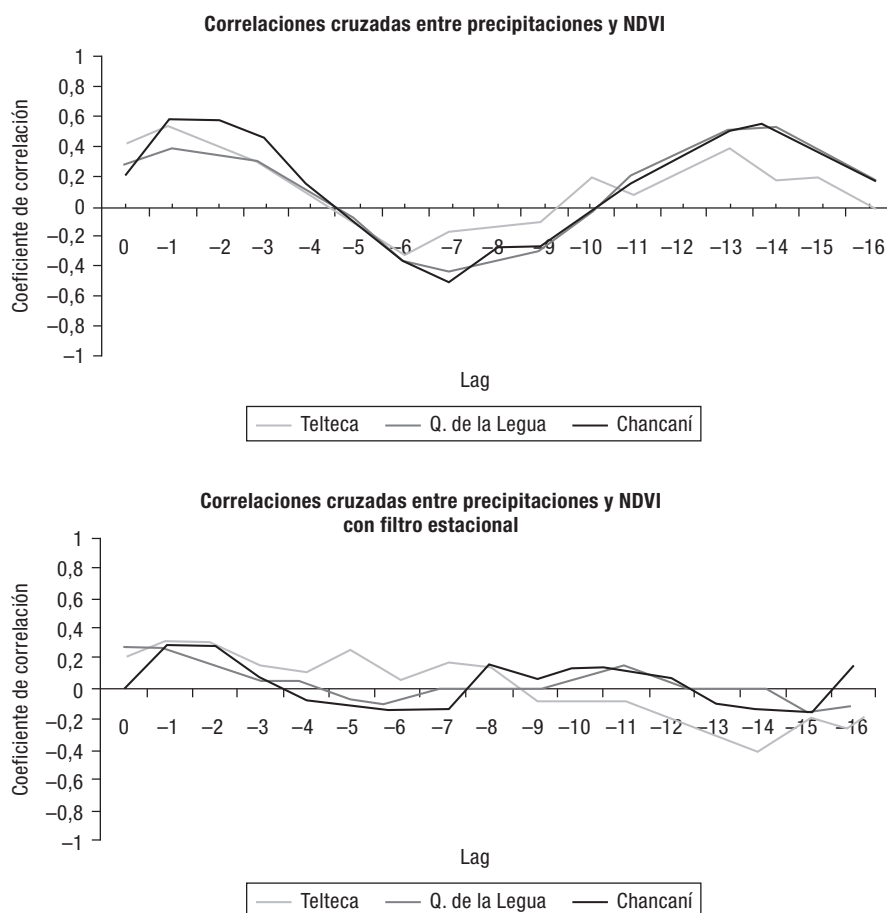 Correlaciones cruzadas entre precipitaciones y NDVI
Coeficiente de correlación
1
0,8
0,6
0,4
0,2
0
–0,2
–0,4
–0,6
–0,8
–1
0 –1 –2 –3 –4 –5 –6 –7 –8 –9 –10 –11 –12 –13 –14 –15 –16
Lag
Telteca Q. de la Legua Chancaní
Correlaciones cruzadas entre precipitaciones y NDVI
con filtro estacional
Coeficiente de correlación
1
0,8
0,6
0,4
0,2
0
–0,2
–0,4
–0,6
–0,8
–1
0 –1 –2 –3 –4 –5 –6 –7 –8 –9 –10 –11 –12 –13 –14 –15 –16
Lag
Telteca Q. de la Legua Chancaní